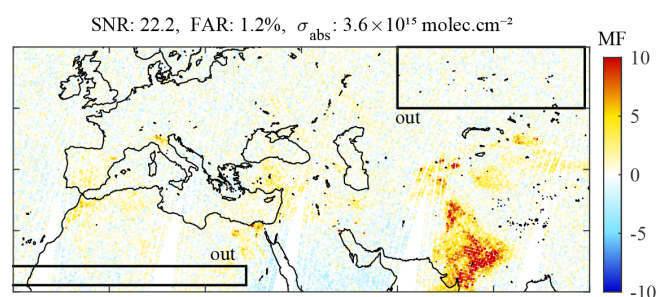 SNR: 22.2, FAR: 1.2%, σabs: 3.6×10¹⁵ molec.cm⁻²
MF
10
out
5
0
out
-5
-10